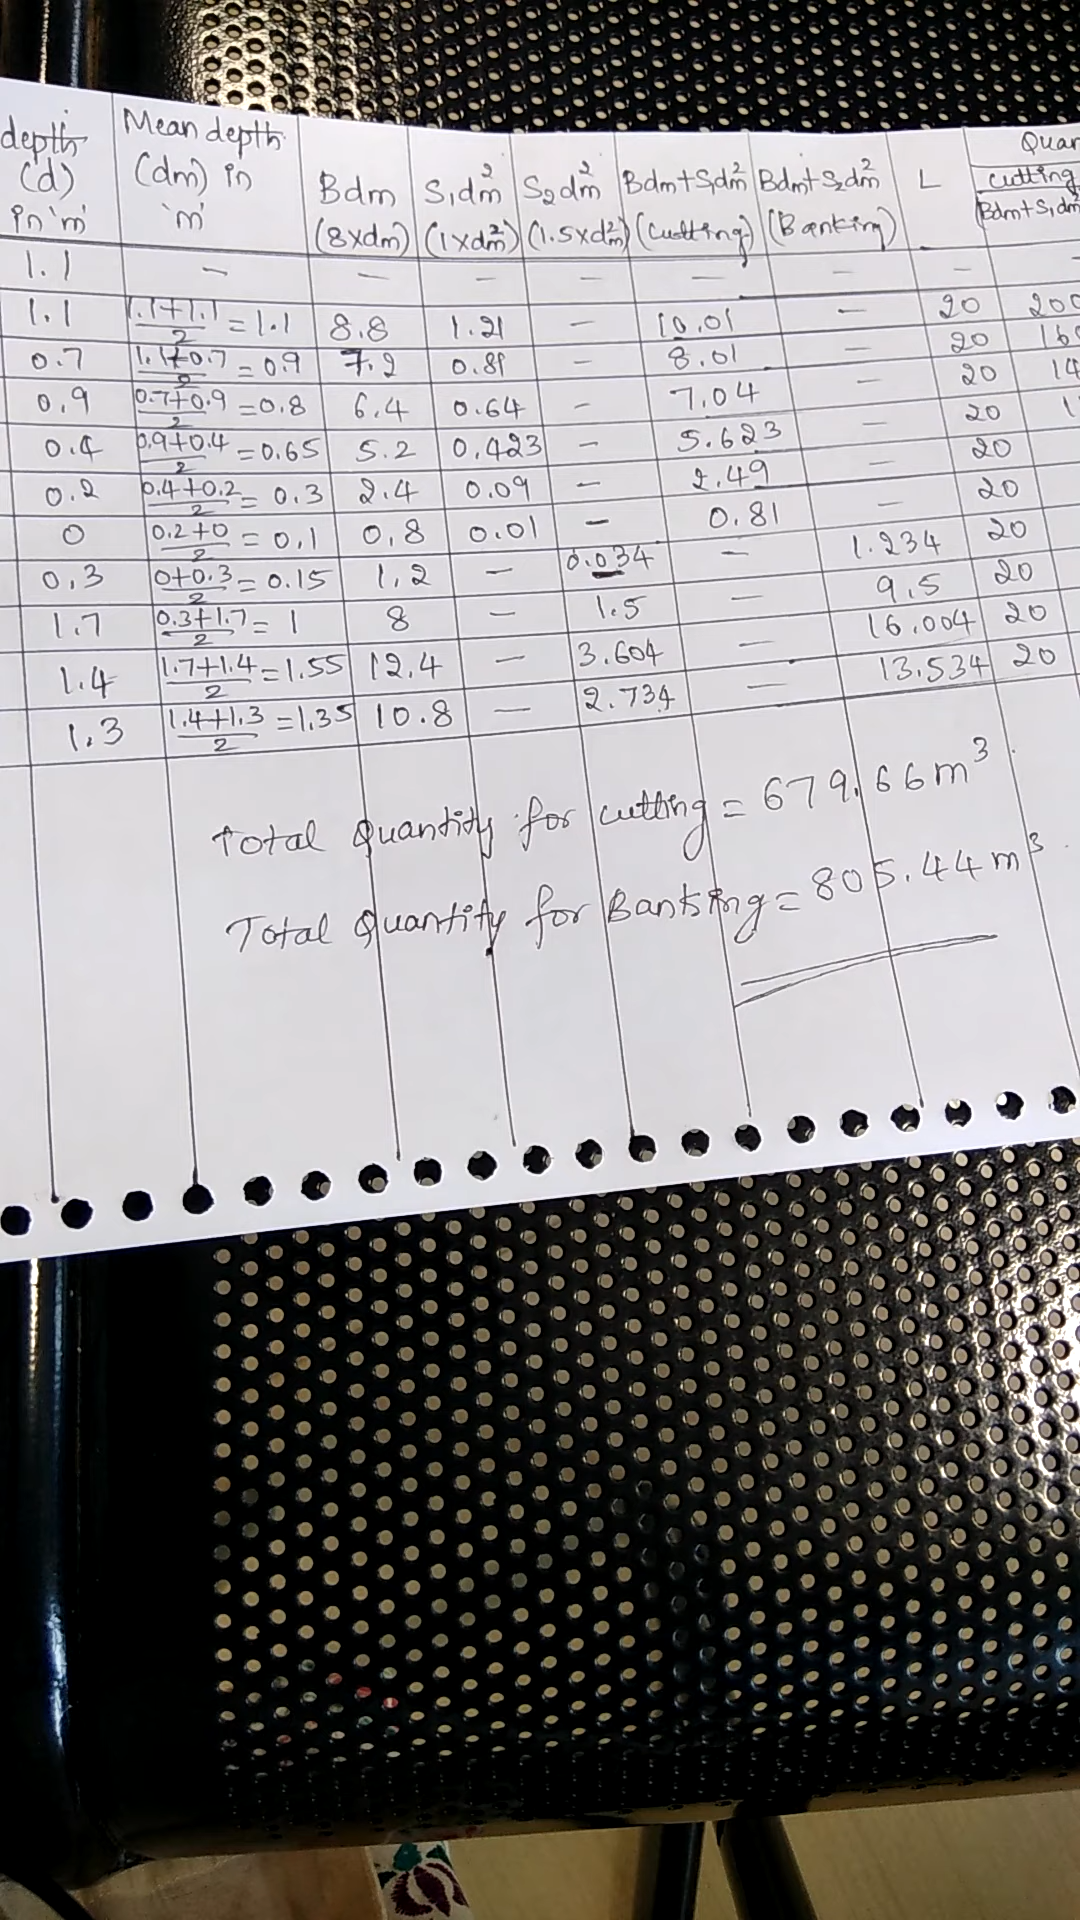 depth (d) in 'm' | Mean depth (dm) in 'm' | Bdm (8xdm) | S₁dm² (1xdm²) | S₂dm² (1.5xdm²) | Bdm+S₁dm² (Cutting) | Bdm+S₂dm² (Banking) | L | cutting Bdm+S₁dm²
1.1 | – | – | – | – | – | – | –
1.1 | 1.1+1.1/2 = 1.1 | 8.8 | 1.21 | – | 10.01 | – | 20
0.7 | 1.1+0.7/2 = 0.9 | 7.2 | 0.81 | – | 8.01 | – | 20
0.9 | 0.7+0.9/2 = 0.8 | 6.4 | 0.64 | – | 7.04 | – | 20
0.4 | 0.9+0.4/2 = 0.65 | 5.2 | 0.423 | – | 5.623 | – | 20
0.2 | 0.4+0.2/2 = 0.3 | 2.4 | 0.09 | – | 2.49 | – | 20
0 | 0.2+0/2 = 0.1 | 0.8 | 0.01 | – | 0.81 | – | 20
0.3 | 0+0.3/2 = 0.15 | 1.2 | – | 0.034 | – | 1.234 | 20
1.7 | 0.3+1.7/2 = 1 | 8 | – | 1.5 | – | 9.5 | 20
1.4 | 1.7+1.4/2 = 1.55 | 12.4 | – | 3.604 | – | 16.004 | 20
1.3 | 1.4+1.3/2 = 1.35 | 10.8 | – | 2.734 | – | 13.534 | 20
Total Quantity for cutting = 679.66m³
Total Quantity for Banking = 805.44m³